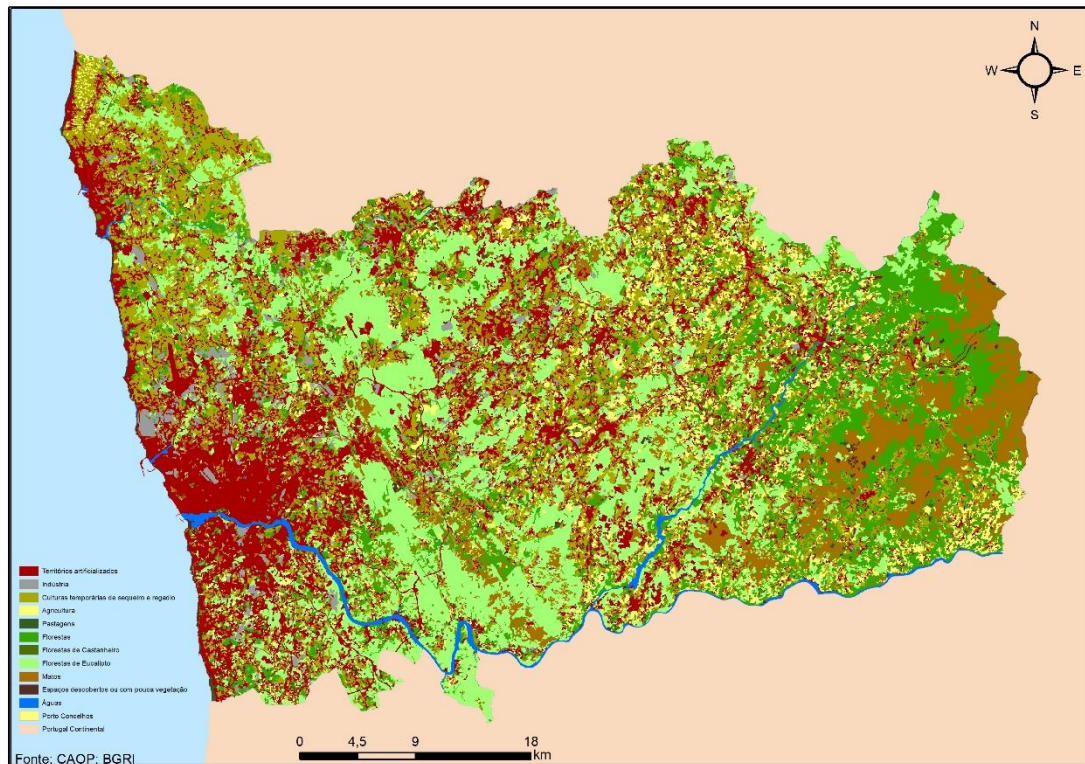 N
W E
S
Territórios artificializados
Indústria
Culturas temporárias de sequeiro e regadio
Agricultura
Pastagens
Florestas
Florestas de Castanheiro
Florestas de Eucalipto
Matos
Espaços descobertos ou com pouca vegetação
Águas
Porto Concelhos
Portugal Continental
0 4,5 9 18
km
Fonte: CAOP; BGRI